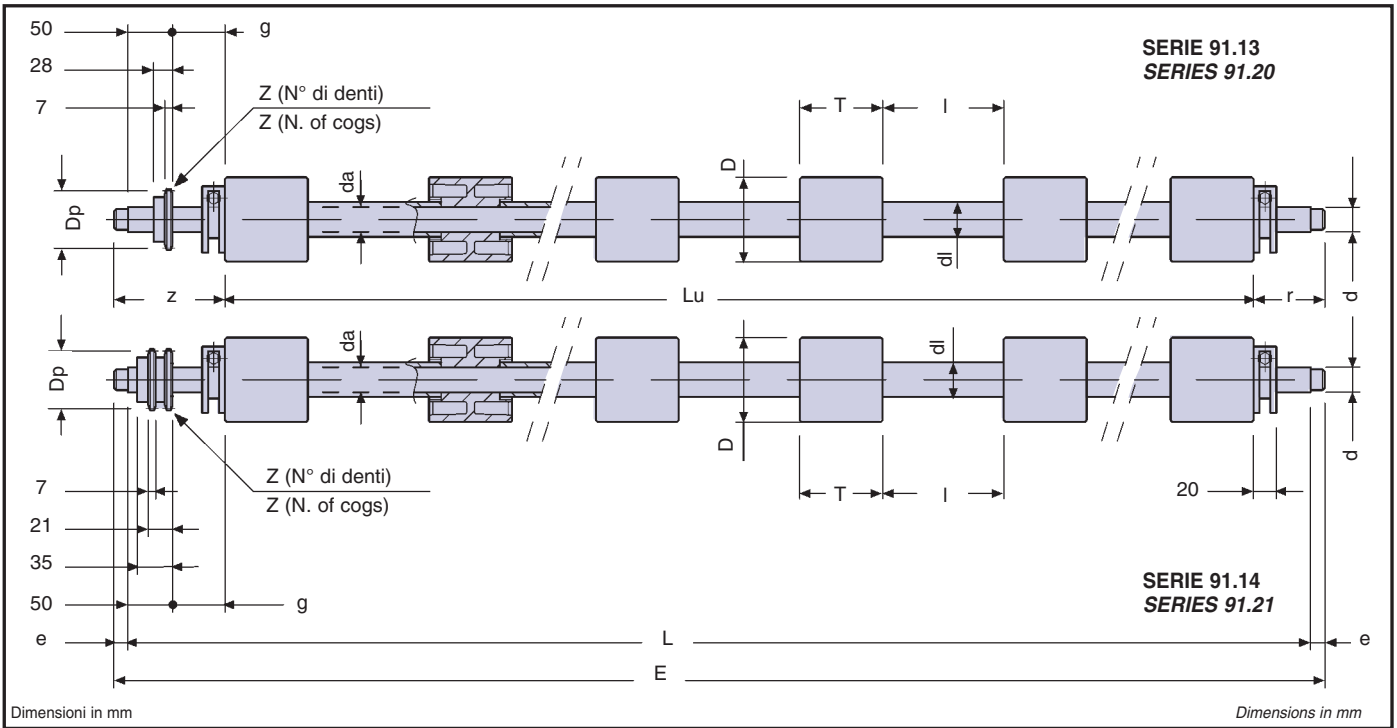 50
g
SERIE 91.13
SERIES 91.20
28
Z (N° di denti)
Z (N. of cogs)
7
T
I
D
da
Dp
dl
z
Lu
r
d
da
dl
Dp
D
d
Z (N° di denti)
Z (N. of cogs)
7
T
I
20
21
35
SERIE 91.14
SERIES 91.21
50
g
e
L
e
E
Dimensioni in mm
Dimensions in mm